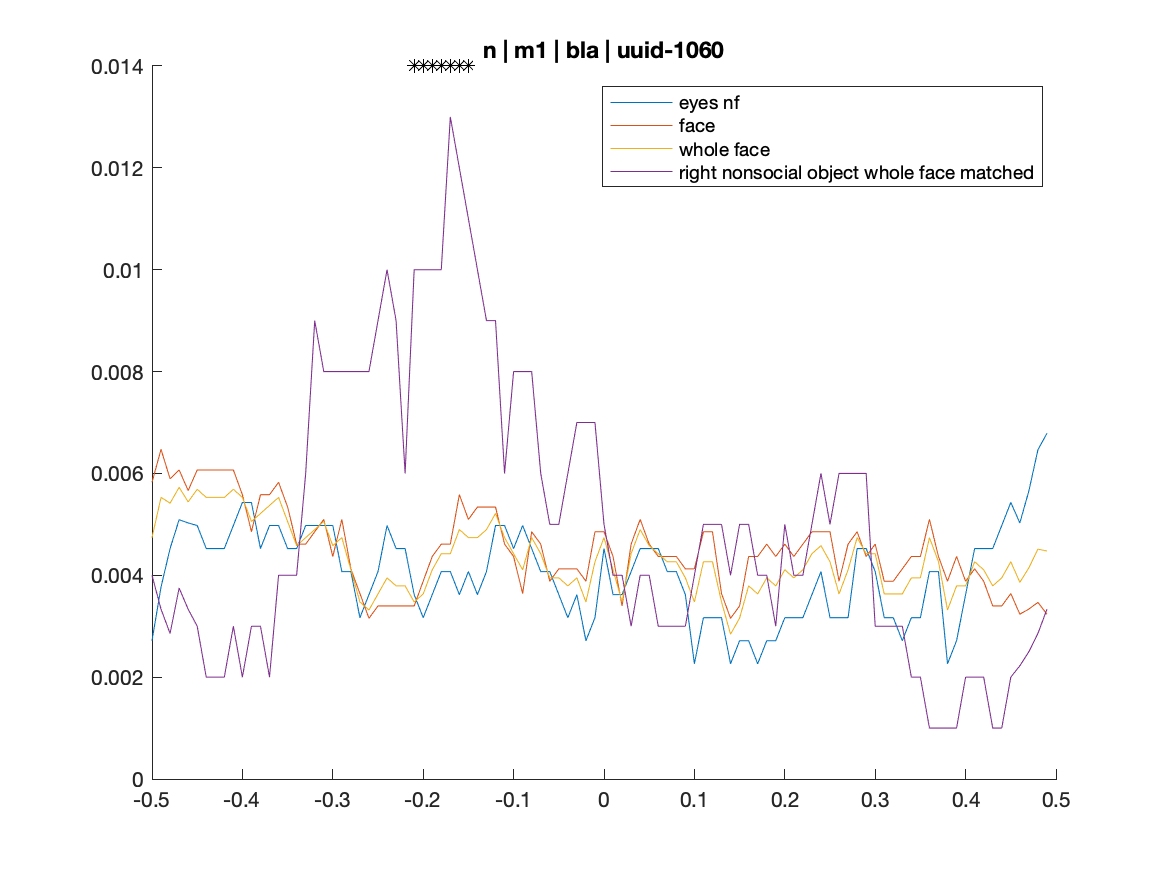 n | m1 | bla | uuid-1060
0.014
0.012
0.01
0.008
0.006
0.004
0.002
0
eyes nf
face
whole face
right nonsocial object whole face matched
-0.5 -0.4 -0.3 -0.2 -0.1 0 0.1 0.2 0.3 0.4 0.5